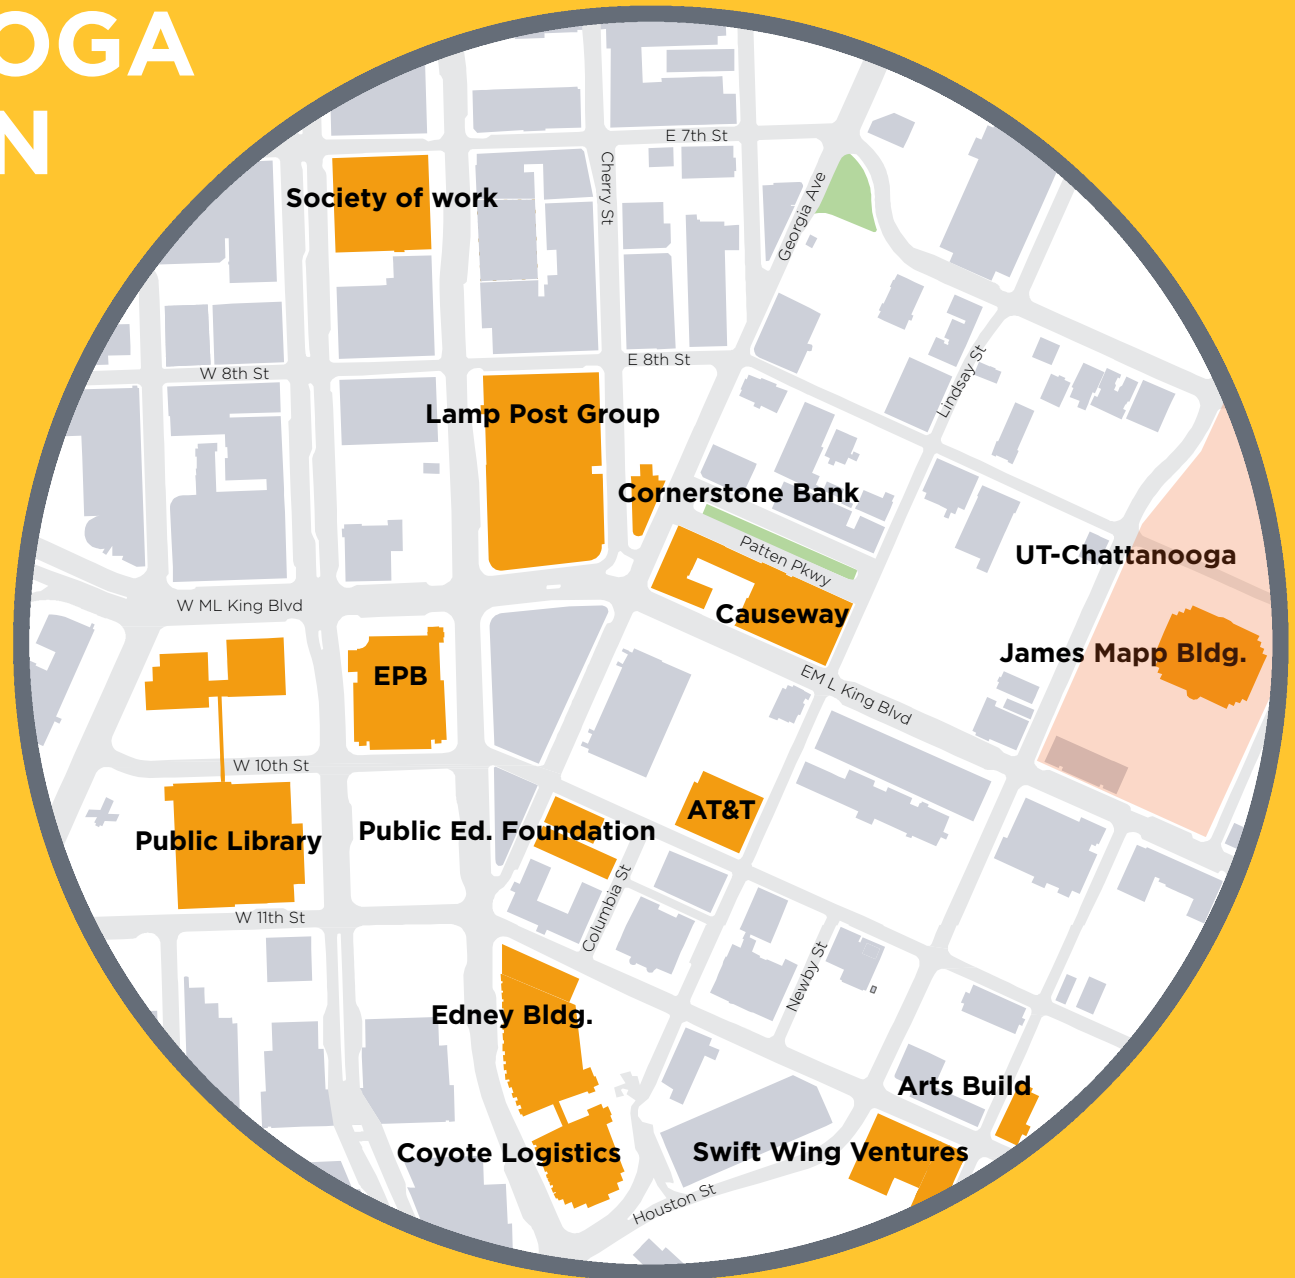 OGA
N
E 7th St
Cherry St
Georgia Ave
Society of work
E 8th St
W 8th St
Lindsay St
Lamp Post Group
Cornerstone Bank
Patten Pkwy
UT-Chattanooga
W ML King Blvd
Causeway
James Mapp Bldg.
EPB
EM L King Blvd
W 10th St
AT&T
Public Ed. Foundation
Public Library
Columbia St
W 11th St
Newby St
Edney Bldg.
Arts Build
Coyote Logistics
Swift Wing Ventures
Houston St